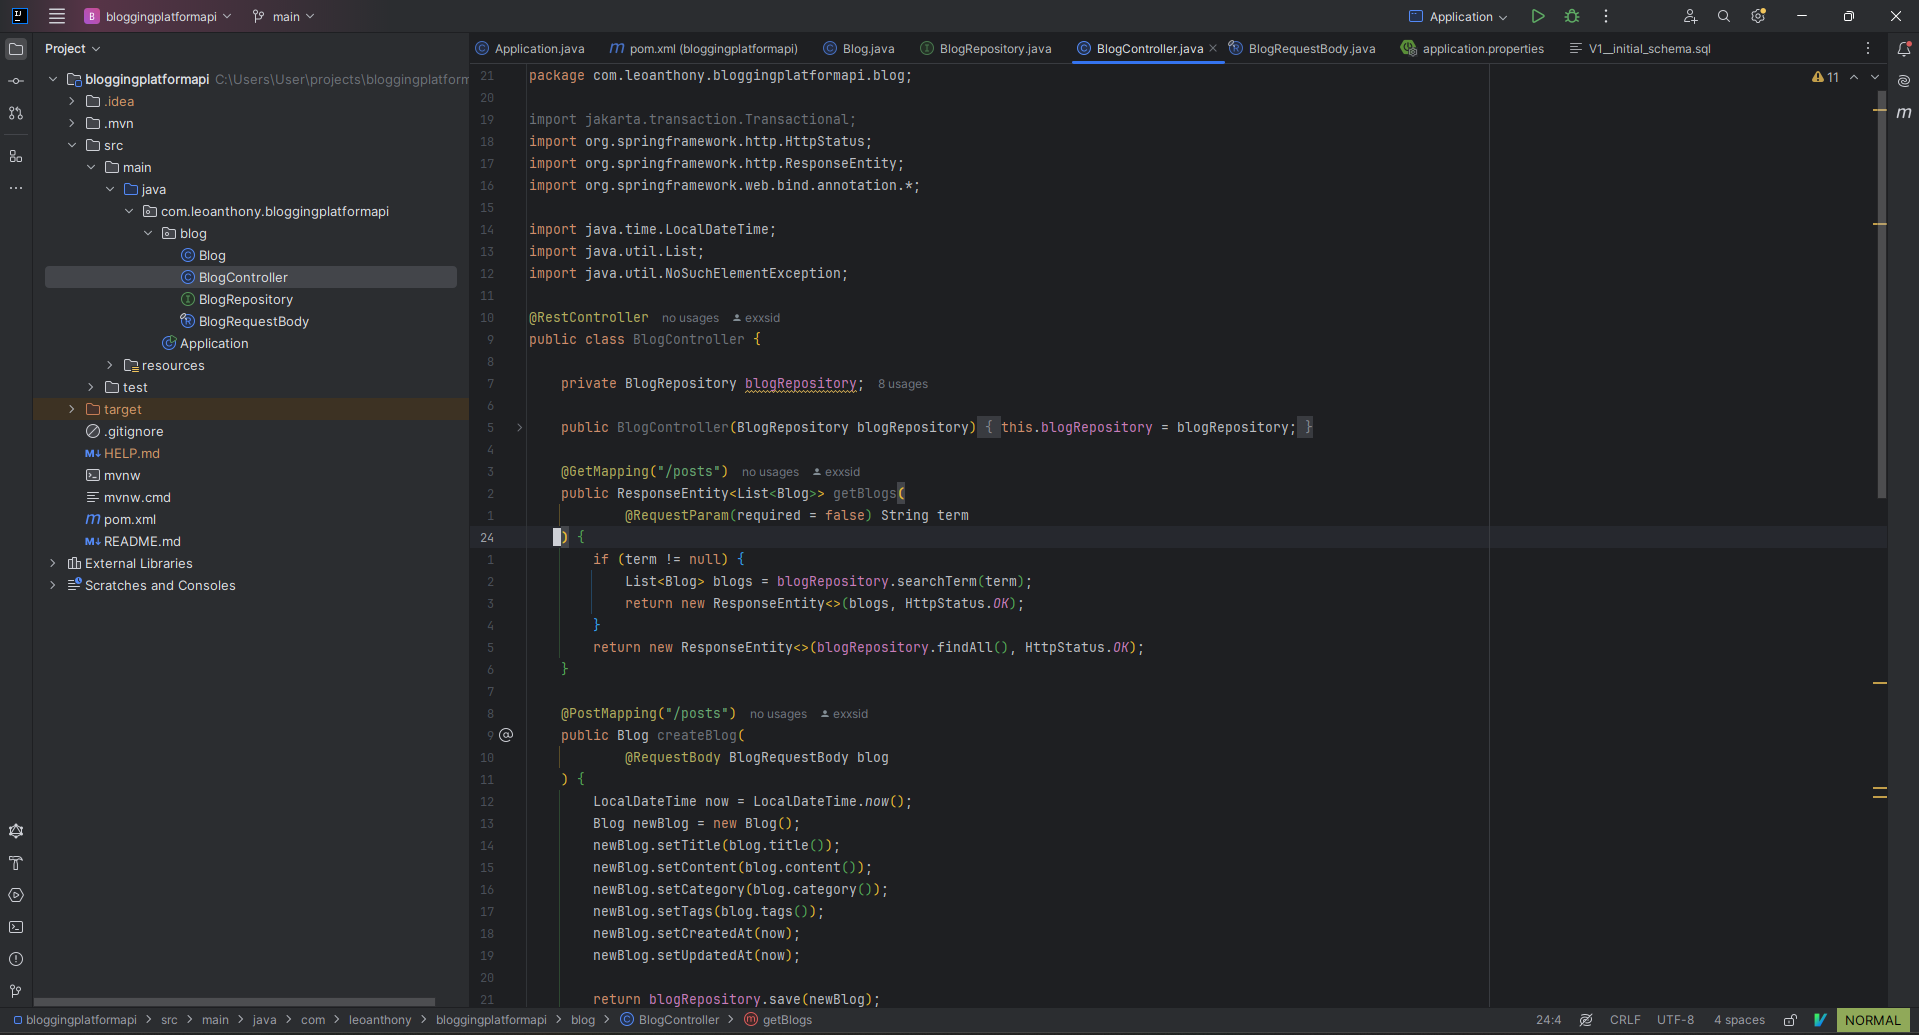 B bloggingplatformapi main Application
Project
Application.java pom.xml (bloggingplatformapi) Blog.java BlogRepository.java BlogController.java BlogRequestBody.java application.properties V1__initial_schema.sql
bloggingplatformapi C:\Users\User\projects\bloggingplatform
.idea
.mvn
src
main
java
com.leoanthony.bloggingplatformapi
blog
Blog
BlogController
BlogRepository
BlogRequestBody
Application
resources
test
target
.gitignore
HELP.md
mvnw
mvnw.cmd
pom.xml
README.md
External Libraries
Scratches and Consoles
11
21 package com.leoanthony.bloggingplatformapi.blog;
20
19 import jakarta.transaction.Transactional;
18 import org.springframework.http.HttpStatus;
17 import org.springframework.http.ResponseEntity;
16 import org.springframework.web.bind.annotation.*;
15
14 import java.time.LocalDateTime;
13 import java.util.List;
12 import java.util.NoSuchElementException;
11
10 @RestController no usages exxsid
9 public class BlogController {
8
7 private BlogRepository blogRepository; 8 usages
6
5 public BlogController(BlogRepository blogRepository) { this.blogRepository = blogRepository; }
4
3 @GetMapping("/posts") no usages exxsid
2 public ResponseEntity<List<Blog>> getBlogs(
1 @RequestParam(required = false) String term
24 ) {
1 if (term != null) {
2 List<Blog> blogs = blogRepository.searchTerm(term);
3 return new ResponseEntity<>(blogs, HttpStatus.OK);
4 }
5 return new ResponseEntity<>(blogRepository.findAll(), HttpStatus.OK);
6 }
7
8 @PostMapping("/posts") no usages exxsid
9 public Blog createBlog(
10 @RequestBody BlogRequestBody blog
11 ) {
12 LocalDateTime now = LocalDateTime.now();
13 Blog newBlog = new Blog();
14 newBlog.setTitle(blog.title());
15 newBlog.setContent(blog.content());
16 newBlog.setCategory(blog.category());
17 newBlog.setTags(blog.tags());
18 newBlog.setCreatedAt(now);
19 newBlog.setUpdatedAt(now);
20
21 return blogRepository.save(newBlog);
bloggingplatformapi > src > main > java > com > leoanthony > bloggingplatformapi > blog > BlogController > getBlogs 24:4 CRLF UTF-8 4 spaces NORMAL